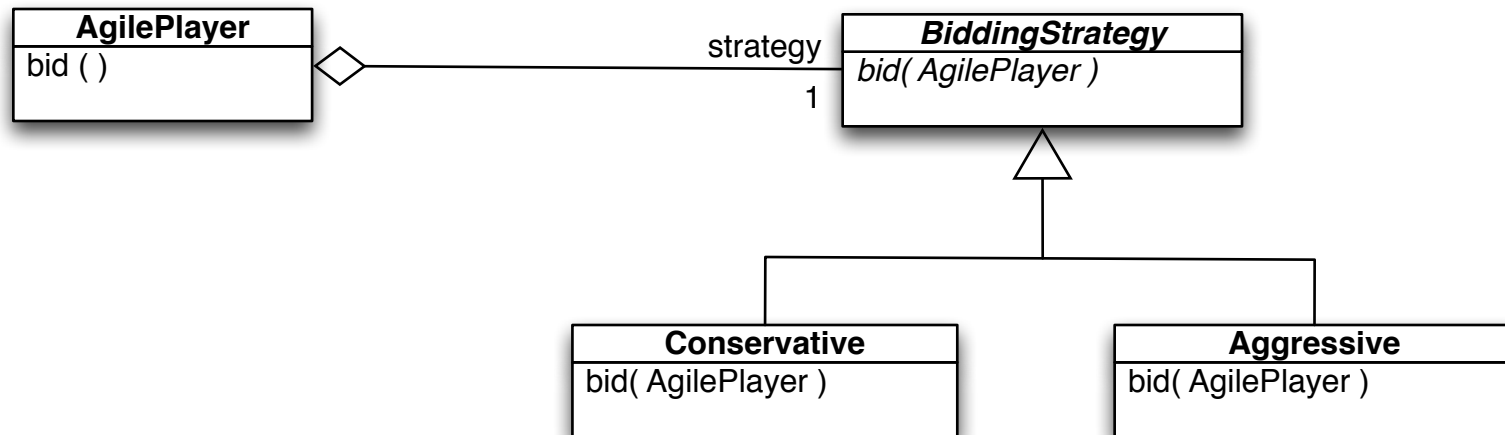 AgilePlayer
bid ( )
strategy
1
BiddingStrategy
bid( AgilePlayer )
Conservative
bid( AgilePlayer )
Aggressive
bid( AgilePlayer )